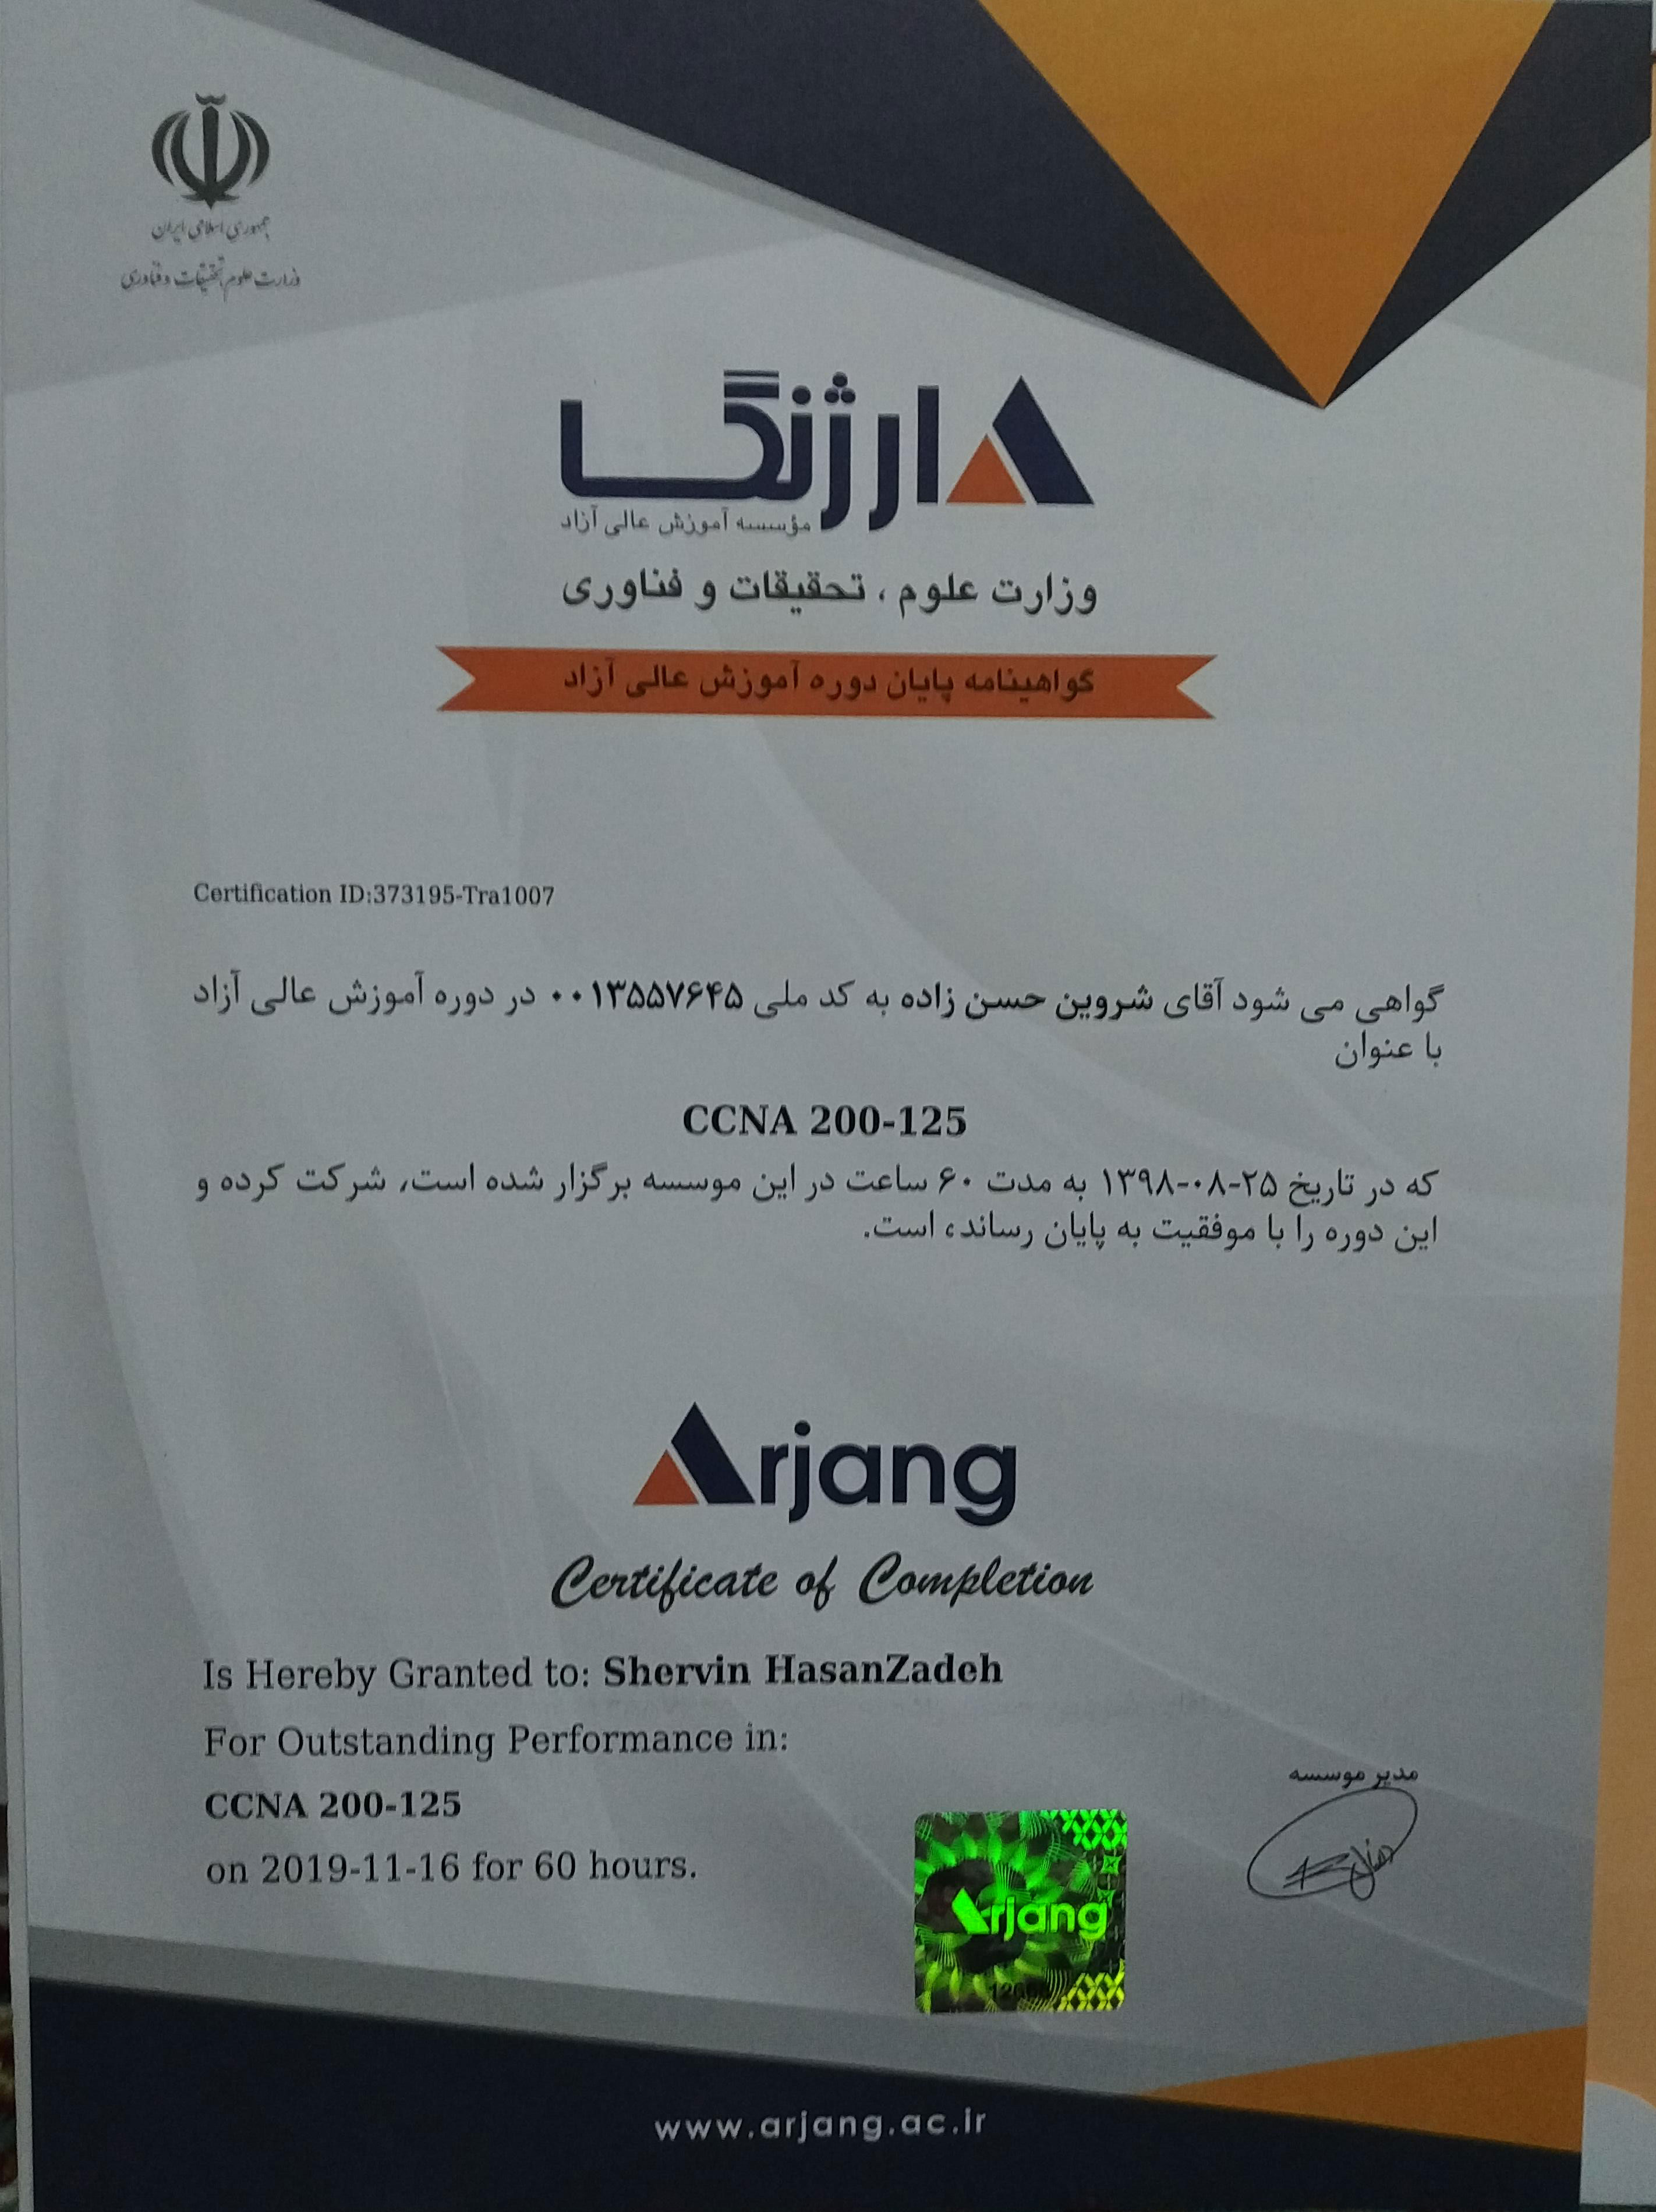 جمهوری اسلامی ایران
وزارت علوم، تحقیقات و فناوری
ارژنگ
مؤسسه آموزش عالی آزاد
وزارت علوم ، تحقیقات و فناوری
گواهینامه پایان دوره آموزش عالی آزاد
Certification ID:373195-Tra1007
گواهی می شود آقای شروین حسن زاده به کد ملی ۰۰۱۳۵۵۷۶۴۵ در دوره آموزش عالی آزاد
با عنوان
CCNA 200-125
که در تاریخ ۲۵-۰۸-۱۳۹۸ به مدت ۶۰ ساعت در این موسسه برگزار شده است، شرکت کرده و
این دوره را با موفقیت به پایان رسانده است.
Arjang
Certificate of Completion
Is Hereby Granted to: Shervin HasanZadeh
For Outstanding Performance in:
CCNA 200-125
on 2019-11-16 for 60 hours.
مدیر موسسه
Arjang
www.arjang.ac.ir